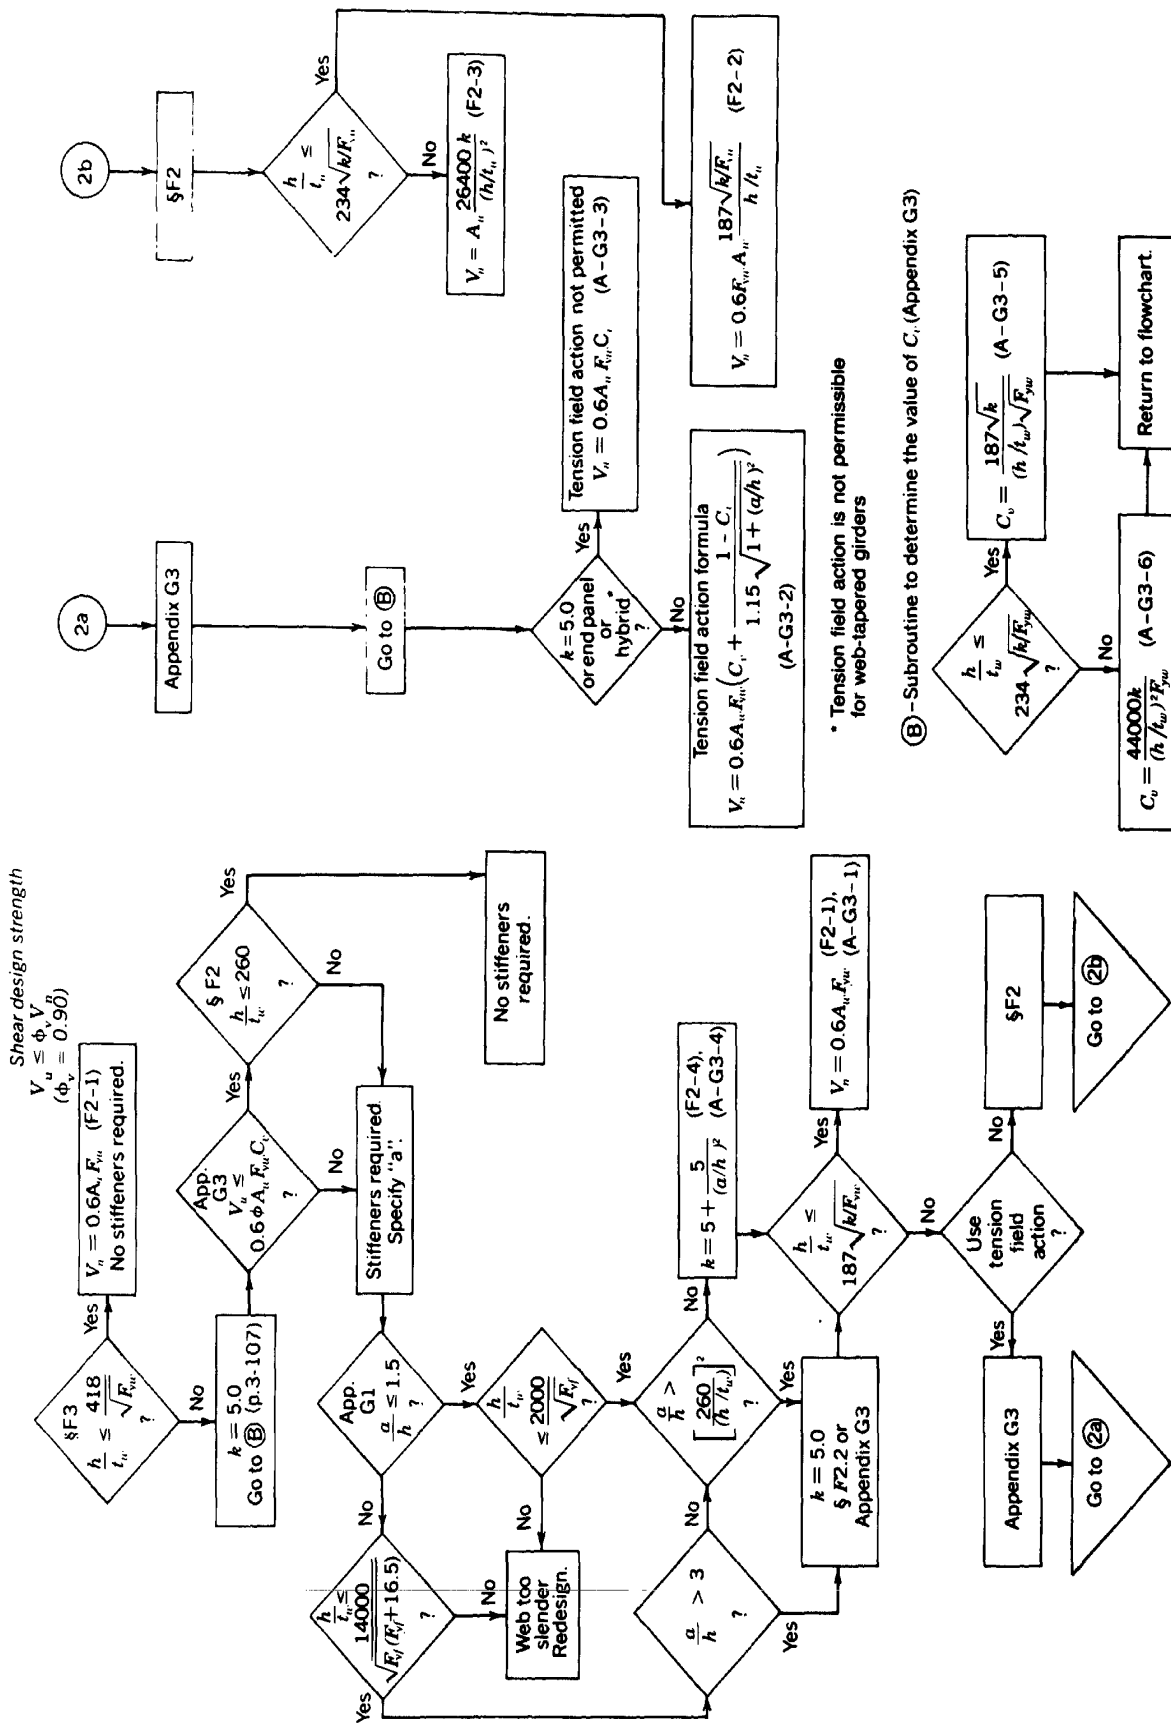 Shear design strength
V_u ≤ ϕ_v V_n
(ϕ_v = 0.90)
§F3
h/t_w ≤ 418/√F_yw
?
Yes
V_n = 0.6A_w F_yw (F2-1)
No stiffeners required.
No
k = 5.0
Go to Ⓑ (p.3-107)
App.
G3
V_u ≤
0.6ϕA_w F_yw C_v
?
Yes
No
§F2
h/t_w ≤ 260
?
Yes
No
No stiffeners
required.
Stiffeners required.
Specify "a".
App.
G1
a/h ≤ 1.5
?
Yes
No
h/t_w ≤
14000/√F_yf (F_yf + 16.5)
?
Yes
No
h/t_w
≤ 2000/√F_yf
?
No
Yes
Web too
slender
Redesign.
a/h > 3
?
No
Yes
a/h >
[260/(h/t_w)]²
?
No
Yes
k = 5 + 5/(a/h)² (F2-4),
(A-G3-4)
k = 5.0
§F2.2 or
Appendix G3
h/t_w ≤
187√k/F_yw
?
Yes
V_n = 0.6A_w F_yw (F2-1),
(A-G3-1)
No
Use
tension
field
action
?
Yes
No
Appendix G3
Go to 2a
§F2
Go to 2b
2a
Appendix G3
Go to Ⓑ
k = 5.0
or end panel
or
hybrid*
?
Yes
Tension field action not permitted
V_n = 0.6A_w F_yw C_v (A-G3-3)
No
Tension field action formula
V_n = 0.6A_w F_yw (C_v + (1 - C_v)/(1.15√1 + (a/h)²))
(A-G3-2)
* Tension field action is not permissible
for web-tapered girders
2b
§F2
h/t_w ≤
234√k/F_yw
?
Yes
No
V_n = A_w 26400 k/(h/t_w)² (F2-3)
V_n = 0.6F_yw A_w 187√k/F_yw/(h/t_w) (F2-2)
Ⓑ-Subroutine to determine the value of C_v.(Appendix G3)
h/t_w ≤
234√k/F_yw
?
Yes
C_v = 187√k/((h/t_w)√F_yw) (A-G3-5)
No
C_v = 44000k/((h/t_w)²F_yw) (A-G3-6)
Return to flowchart.